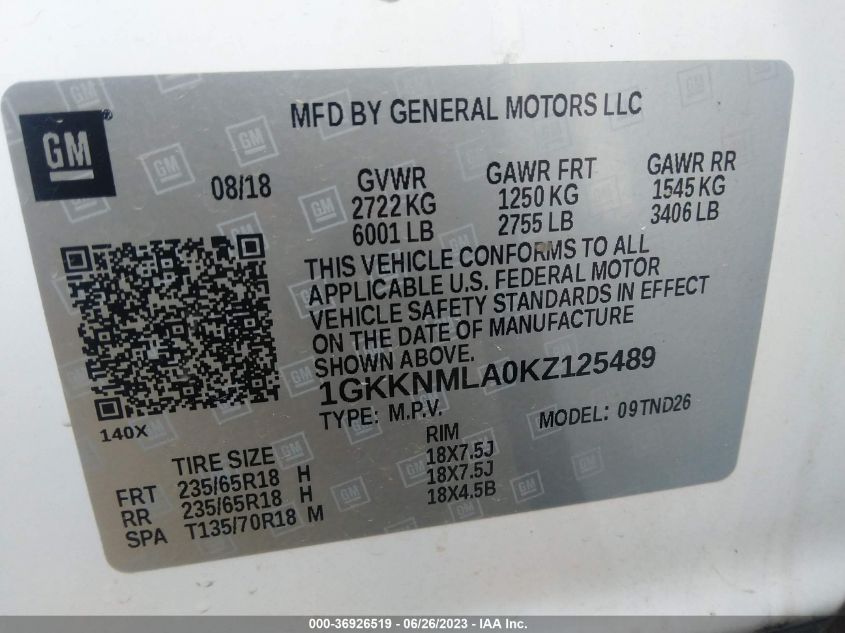 GM
MFD BY GENERAL MOTORS LLC
08/18
GVWR
2722 KG
6001 LB
GAWR FRT
1250 KG
2755 LB
GAWR RR
1545 KG
3406 LB
THIS VEHICLE CONFORMS TO ALL
APPLICABLE U.S. FEDERAL MOTOR
VEHICLE SAFETY STANDARDS IN EFFECT
ON THE DATE OF MANUFACTURE
SHOWN ABOVE.
1GKKNMLA0KZ125489
TYPE: M.P.V. MODEL: 09TND26
140X
TIRE SIZE RIM
FRT 235/65R18 H 18X7.5J
RR 235/65R18 H 18X7.5J
SPA T135/70R18 M 18X4.5B
000-36926519 - 06/26/2023 - IAA Inc.